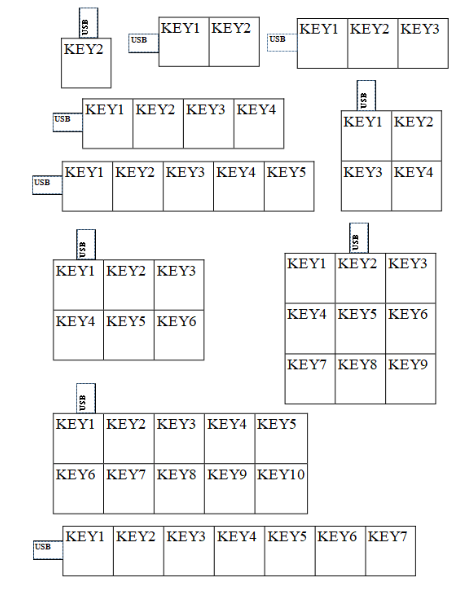 USB
KEY2
USB KEY1 KEY2
USB KEY1 KEY2 KEY3
USB KEY1 KEY2 KEY3 KEY4
USB
KEY1 KEY2
KEY3 KEY4
USB KEY1 KEY2 KEY3 KEY4 KEY5
USB
KEY1 KEY2 KEY3
KEY4 KEY5 KEY6
USB
KEY1 KEY2 KEY3
KEY4 KEY5 KEY6
KEY7 KEY8 KEY9
USB
KEY1 KEY2 KEY3 KEY4 KEY5
KEY6 KEY7 KEY8 KEY9 KEY10
USB KEY1 KEY2 KEY3 KEY4 KEY5 KEY6 KEY7